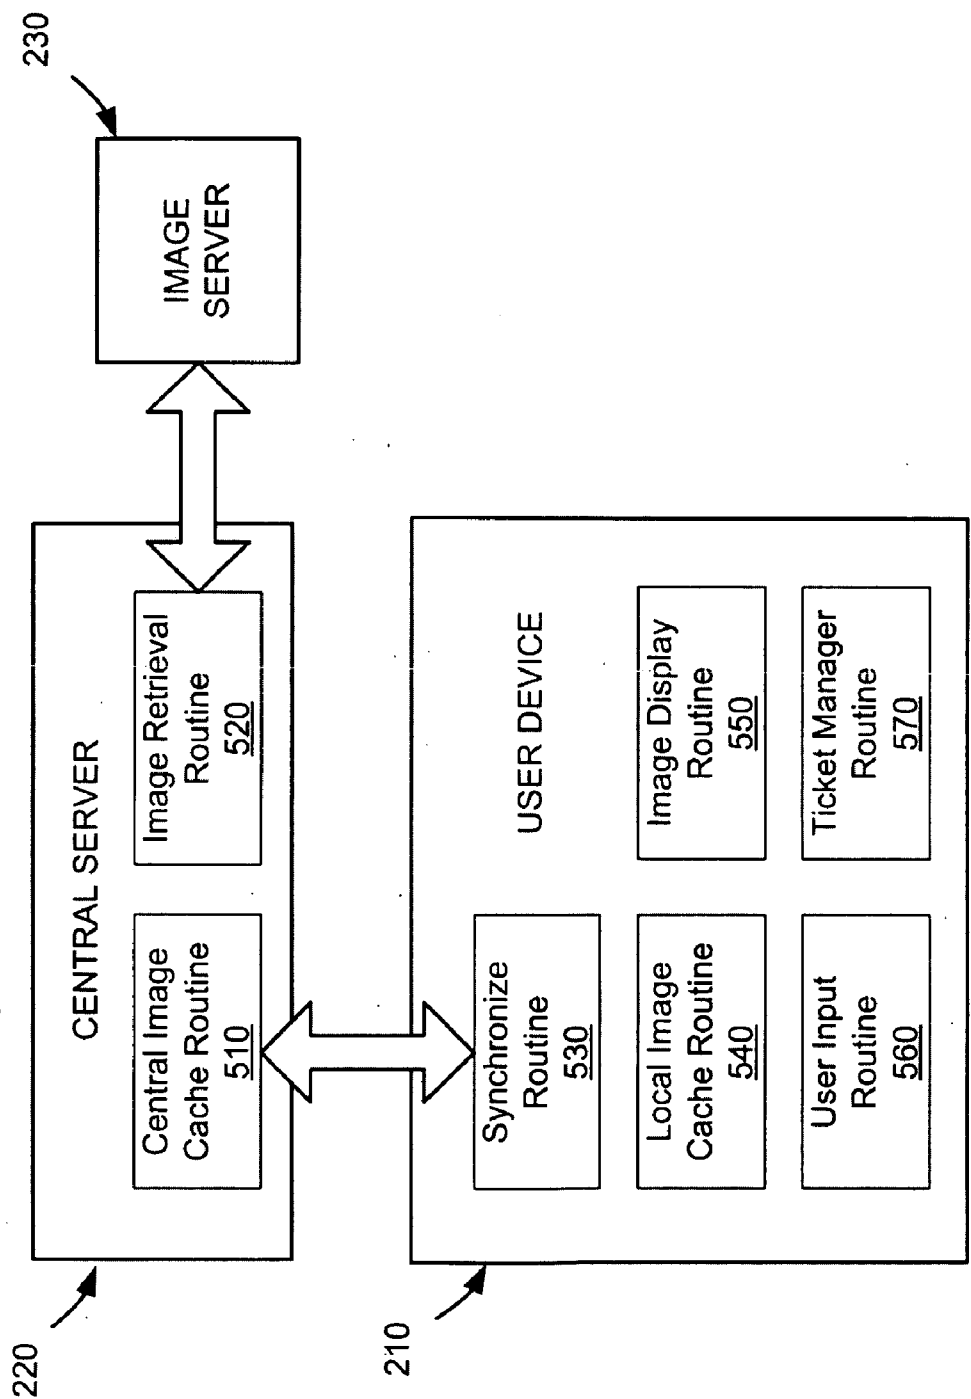 230
IMAGE
SERVER
220
CENTRAL SERVER
Central Image
Cache Routine
510
Image Retrieval
Routine
520
210
USER DEVICE
Synchronize
Routine
530
Local Image
Cache Routine
540
Image Display
Routine
550
User Input
Routine
560
Ticket Manager
Routine
570